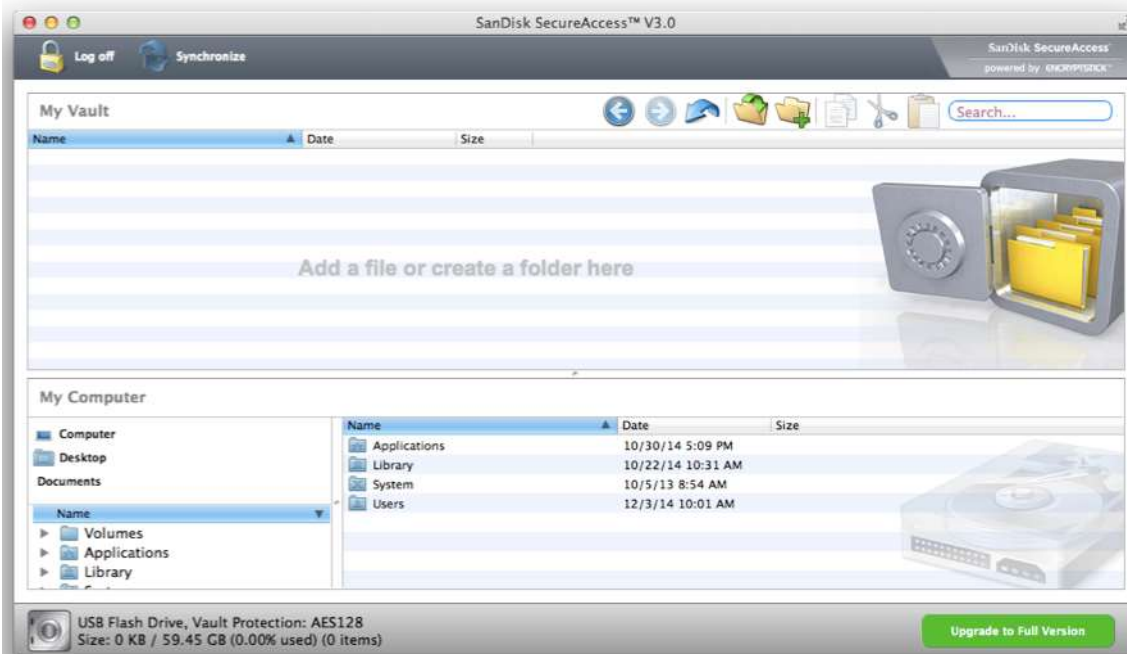 SanDisk SecureAccess™ V3.0
Log off
Synchronize
SanDisk SecureAccess™
powered by ENCRYPTSTICK™
My Vault
Search...
Name Date Size
Add a file or create a folder here
My Computer
Computer
Desktop
Documents
Name
Volumes
Applications
Library
Name Date Size
Applications 10/30/14 5:09 PM
Library 10/22/14 10:31 AM
System 10/5/13 8:54 AM
Users 12/3/14 10:01 AM
USB Flash Drive, Vault Protection: AES128
Size: 0 KB / 59.45 GB (0.00% used) (0 items)
Upgrade to Full Version